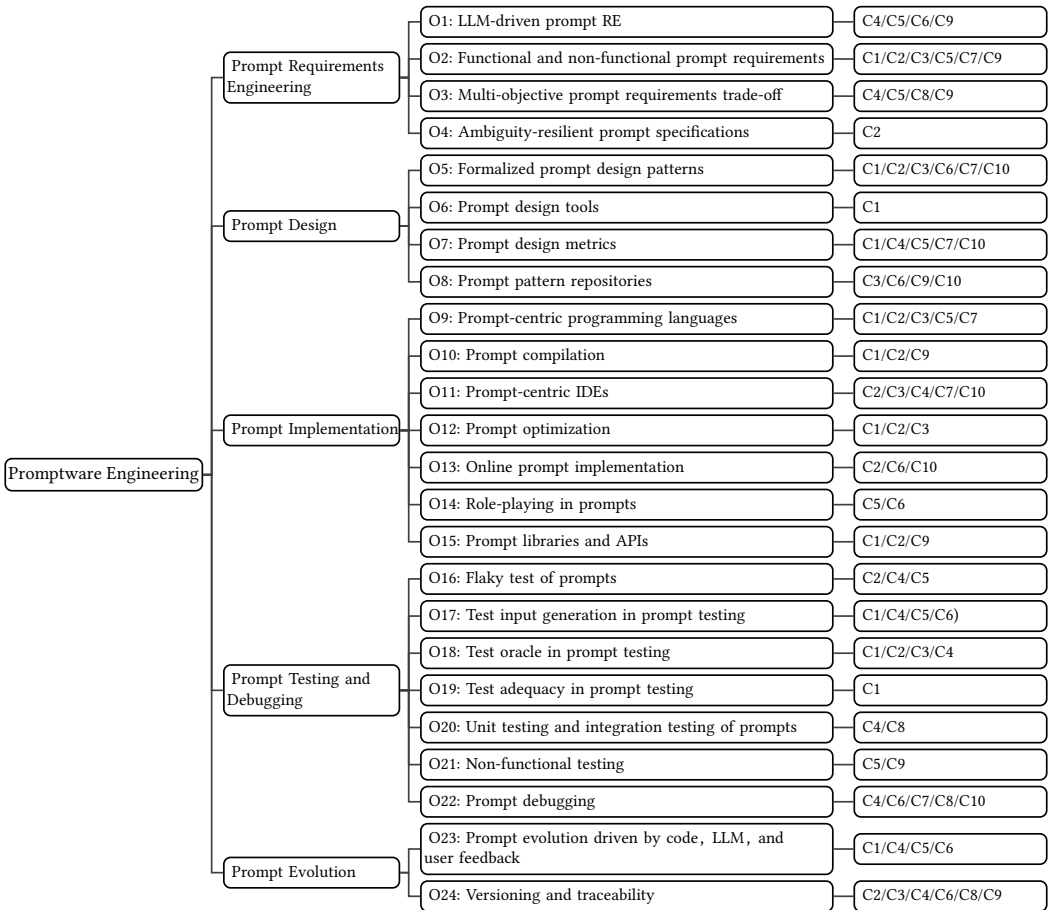 Promptware Engineering
Prompt Requirements
Engineering
O1: LLM-driven prompt RE
C4/C5/C6/C9
O2: Functional and non-functional prompt requirements
C1/C2/C3/C5/C7/C9
O3: Multi-objective prompt requirements trade-off
C4/C5/C8/C9
O4: Ambiguity-resilient prompt specifications
C2
Prompt Design
O5: Formalized prompt design patterns
C1/C2/C3/C6/C7/C10
O6: Prompt design tools
C1
O7: Prompt design metrics
C1/C4/C5/C7/C10
O8: Prompt pattern repositories
C3/C6/C9/C10
Prompt Implementation
O9: Prompt-centric programming languages
C1/C2/C3/C5/C7
O10: Prompt compilation
C1/C2/C9
O11: Prompt-centric IDEs
C2/C3/C4/C7/C10
O12: Prompt optimization
C1/C2/C3
O13: Online prompt implementation
C2/C6/C10
O14: Role-playing in prompts
C5/C6
O15: Prompt libraries and APIs
C1/C2/C9
Prompt Testing and
Debugging
O16: Flaky test of prompts
C2/C4/C5
O17: Test input generation in prompt testing
C1/C4/C5/C6)
O18: Test oracle in prompt testing
C1/C2/C3/C4
O19: Test adequacy in prompt testing
C1
O20: Unit testing and integration testing of prompts
C4/C8
O21: Non-functional testing
C5/C9
O22: Prompt debugging
C4/C6/C7/C8/C10
Prompt Evolution
O23: Prompt evolution driven by code, LLM, and
user feedback
C1/C4/C5/C6
O24: Versioning and traceability
C2/C3/C4/C6/C8/C9